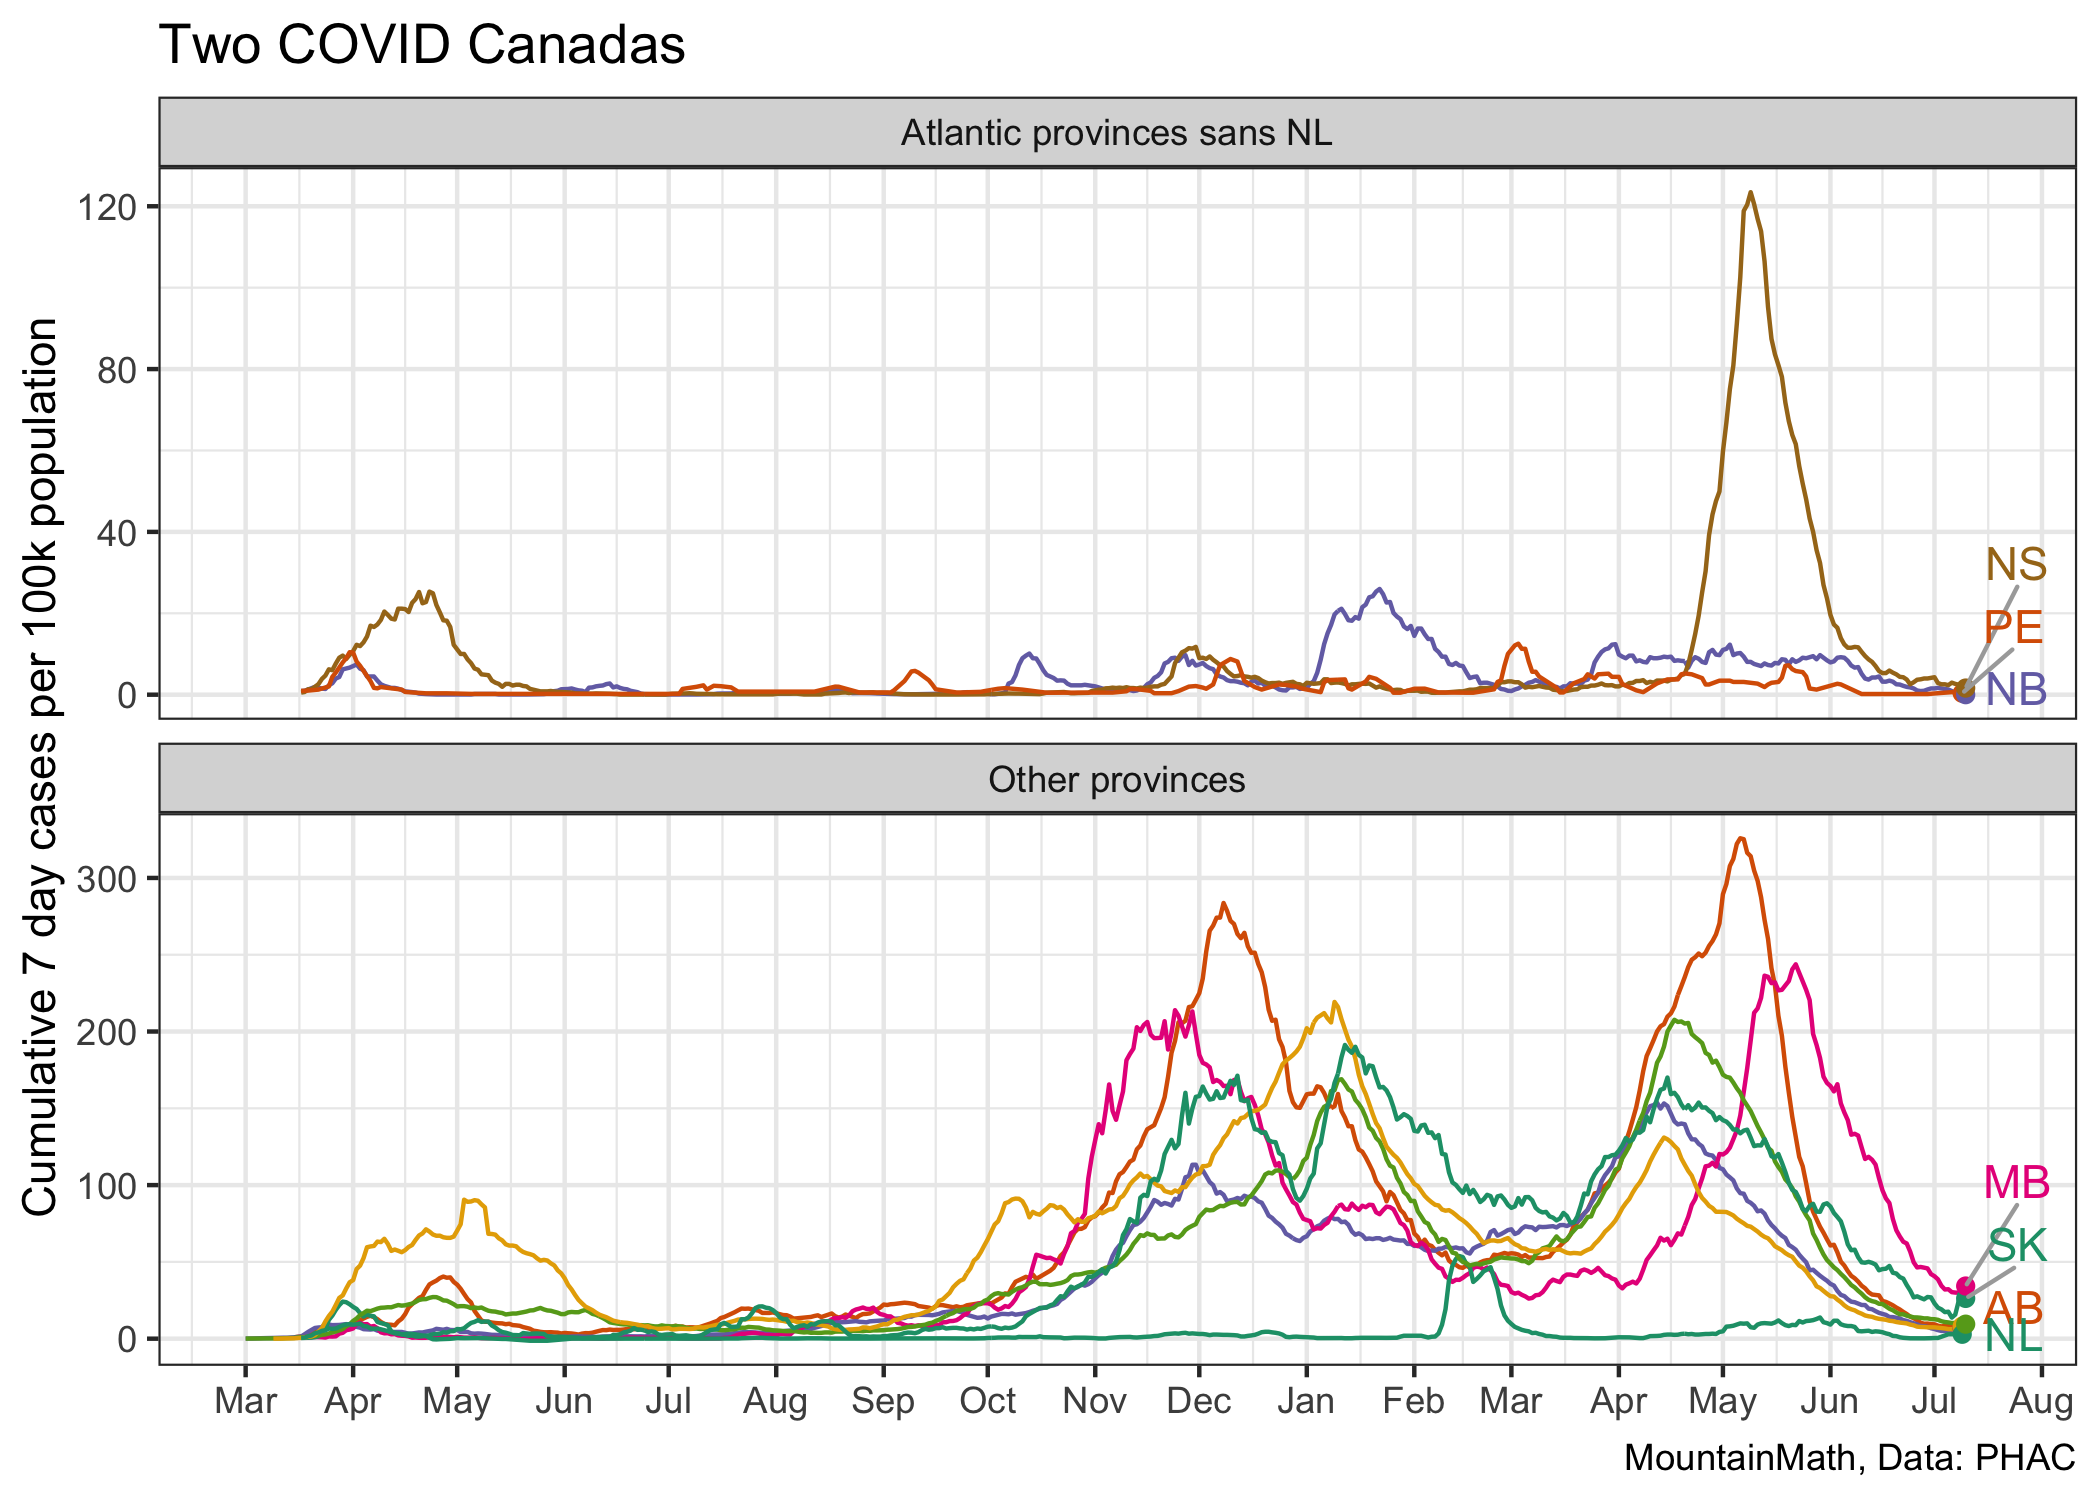 Two COVID Canadas
Atlantic provinces sans NL
120
80
40
0
NS
PE
NB
Cumulative 7 day cases per 100k population
Other provinces
300
200
100
0
MB
SK
AB
NL
Mar Apr May Jun Jul Aug Sep Oct Nov Dec Jan Feb Mar Apr May Jun Jul Aug
MountainMath, Data: PHAC